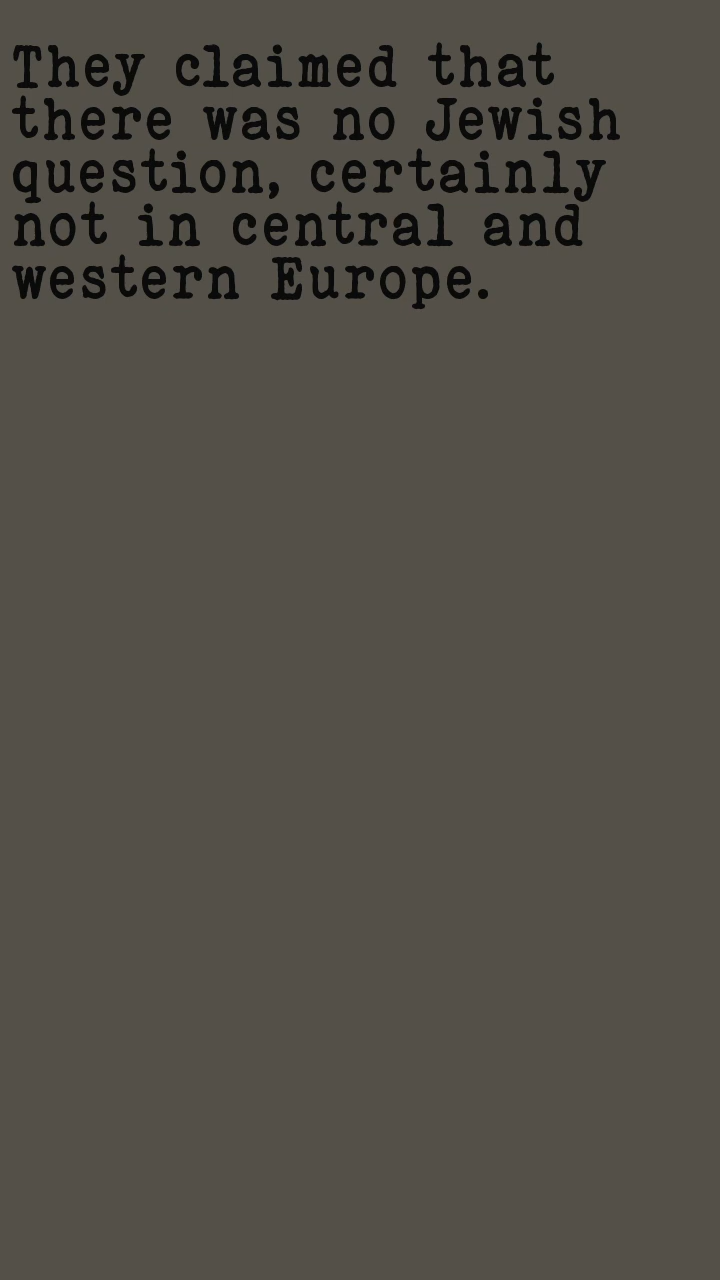 They claimed that
there was no Jewish
question, certainly
not in central and
western Europe.